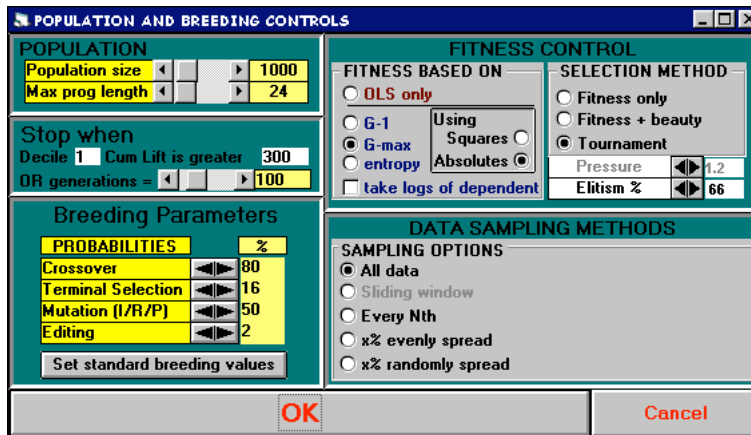 POPULATION AND BREEDING CONTROLS
POPULATION
Population size 1000
Max prog length 24
Stop when
Decile 1 Cum Lift is greater 300
OR generations = 100
Breeding Parameters
PROBABILITIES %
Crossover 80
Terminal Selection 16
Mutation (I/R/P) 50
Editing 2
Set standard breeding values
FITNESS CONTROL
FITNESS BASED ON
OLS only
G-1
G-max
entropy
Using
Squares
Absolutes
take logs of dependent
SELECTION METHOD
Fitness only
Fitness + beauty
Tournament
Pressure 1.2
Elitism % 66
DATA SAMPLING METHODS
SAMPLING OPTIONS
All data
Sliding window
Every Nth
x% evenly spread
x% randomly spread
OK
Cancel